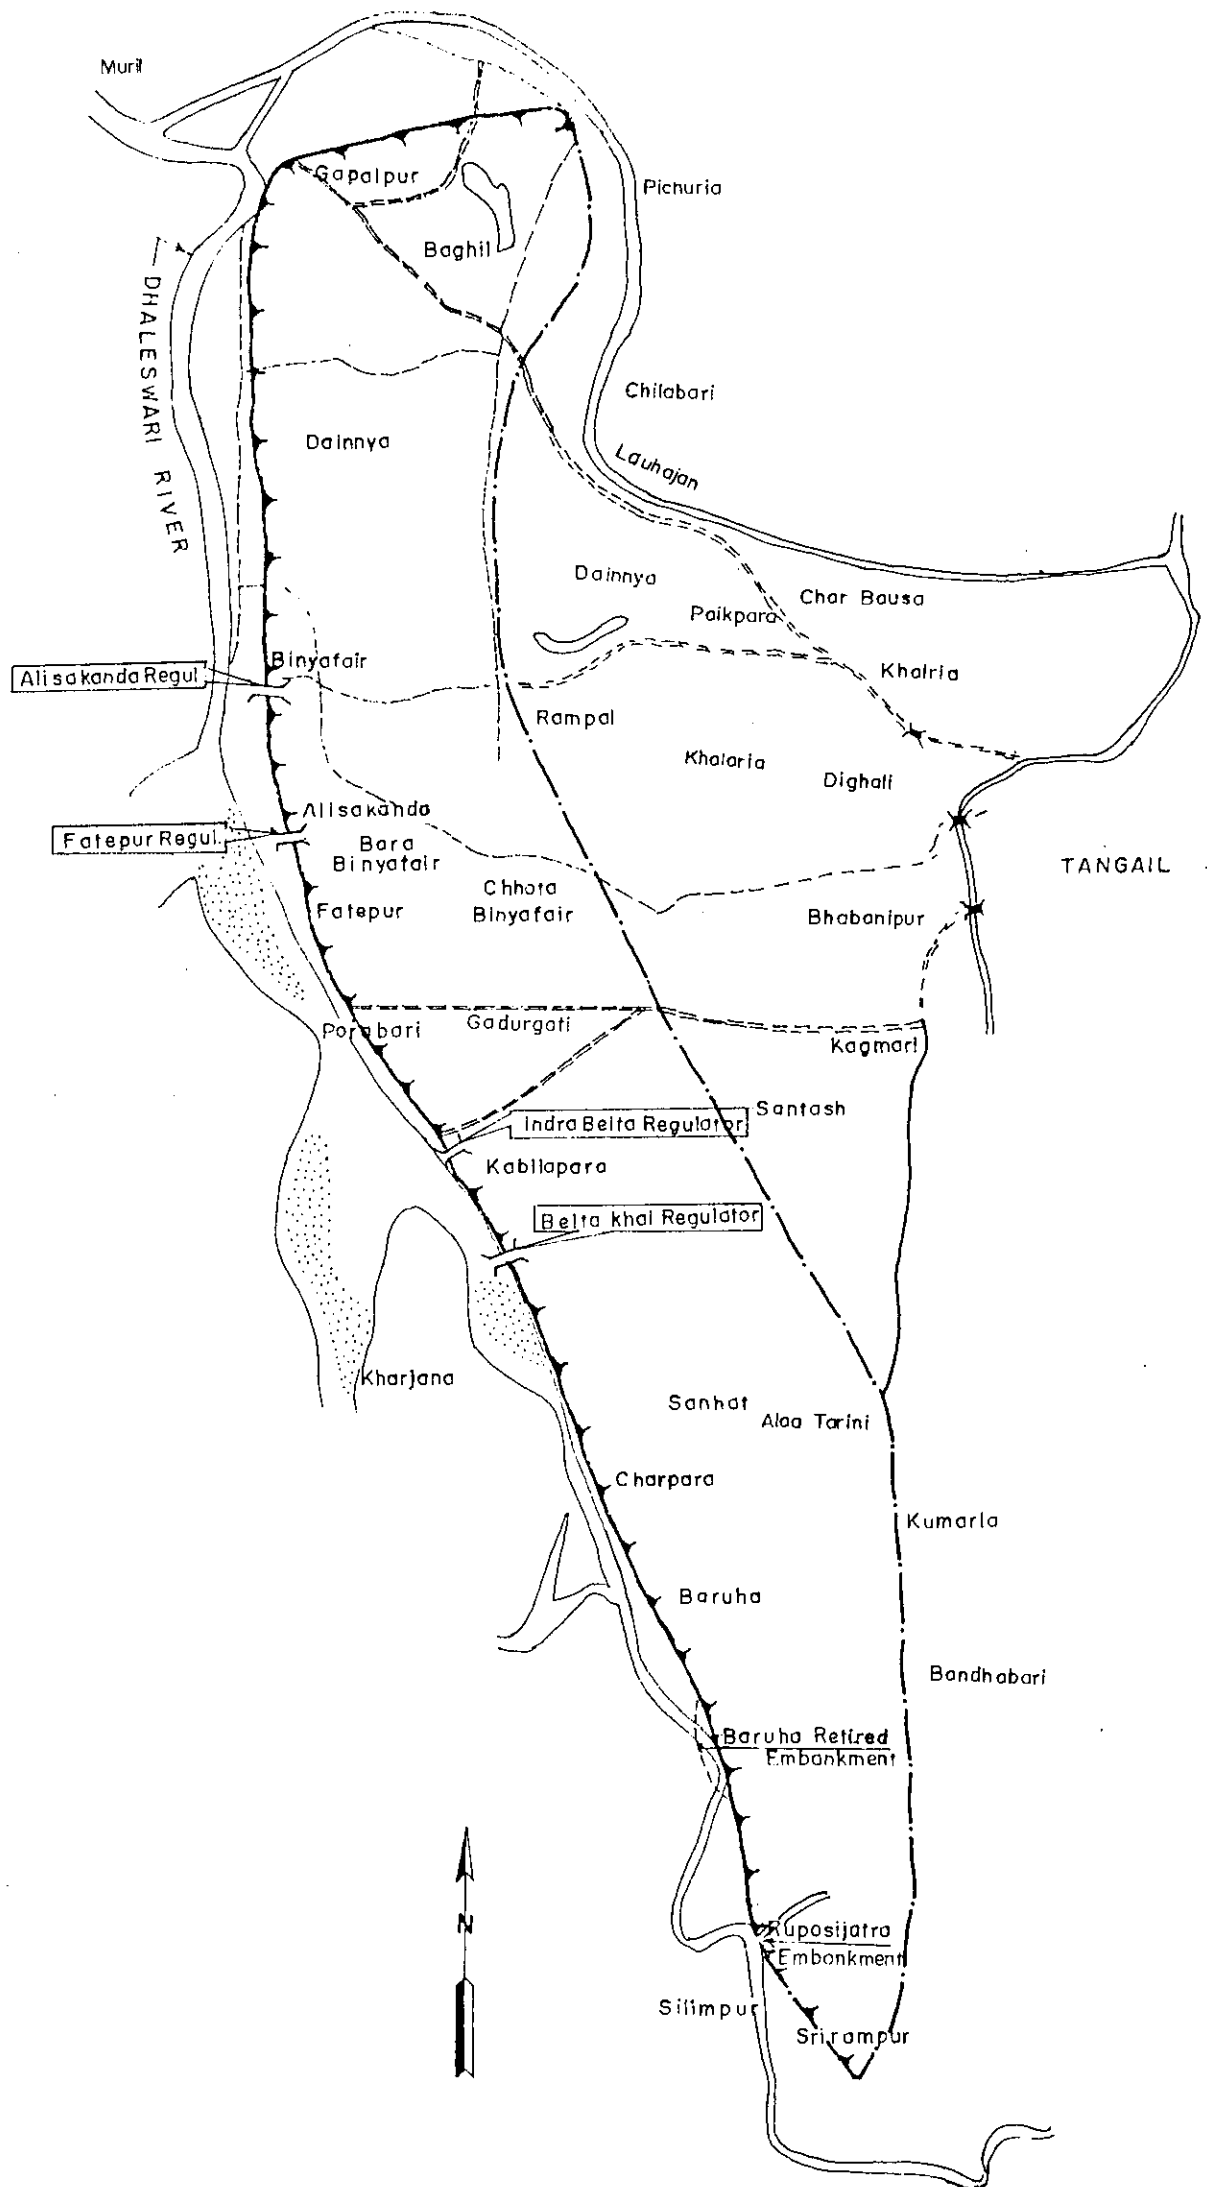 Muril
Gapalpur
Pichuria
Baghil
DHALESWARI RIVER
Chilabari
Dainnya
Lauhajan
Dainnya
Char Bausa
Paikpara
Binyafair
Khalria
Alisakanda Regul
Rampal
Khalaria
Dighali
Alisakanda
Fatepur Regul.
Bara
Binyafair
TANGAIL
Chhota
Binyafair
Fatepur
Bhabanipur
Porabari
Gadurgati
Kagmari
Santash
Indra Belta Regulator
Kabilapara
Belta khal Regulator
Kharjana
Sanhat
Alaa Tarini
Charpara
Kumarla
Baruha
Bandhabari
Baruha Retired
Embankment
N
Ruposijatra
Embankment
Silimpur
Srirampur